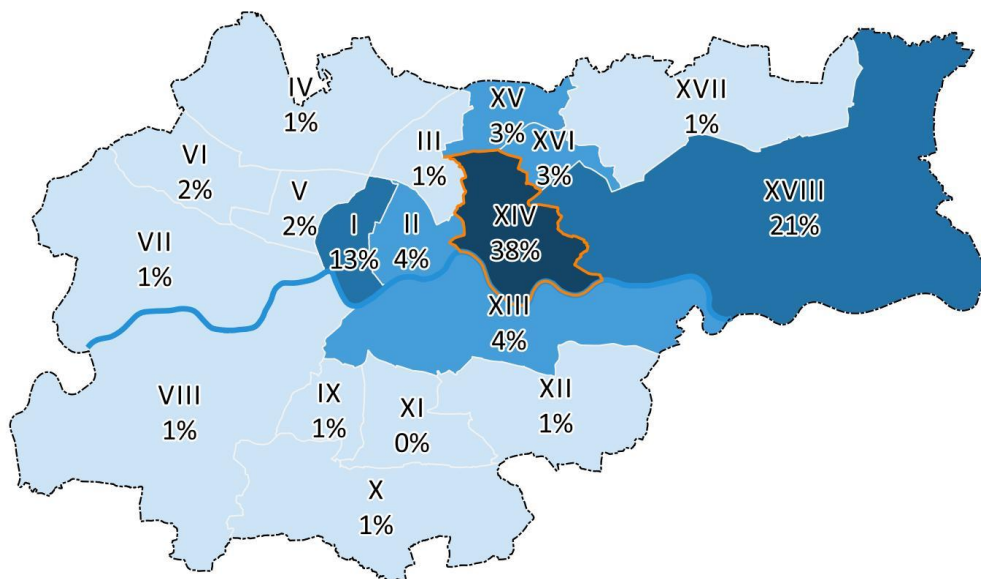 IV
1%
XV
3%
XVII
1%
III
1%
XVI
3%
VI
2%
V
2%
XVIII
21%
I
13%
II
4%
XIV
38%
VII
1%
XIII
4%
VIII
1%
IX
1%
XI
0%
XII
1%
X
1%